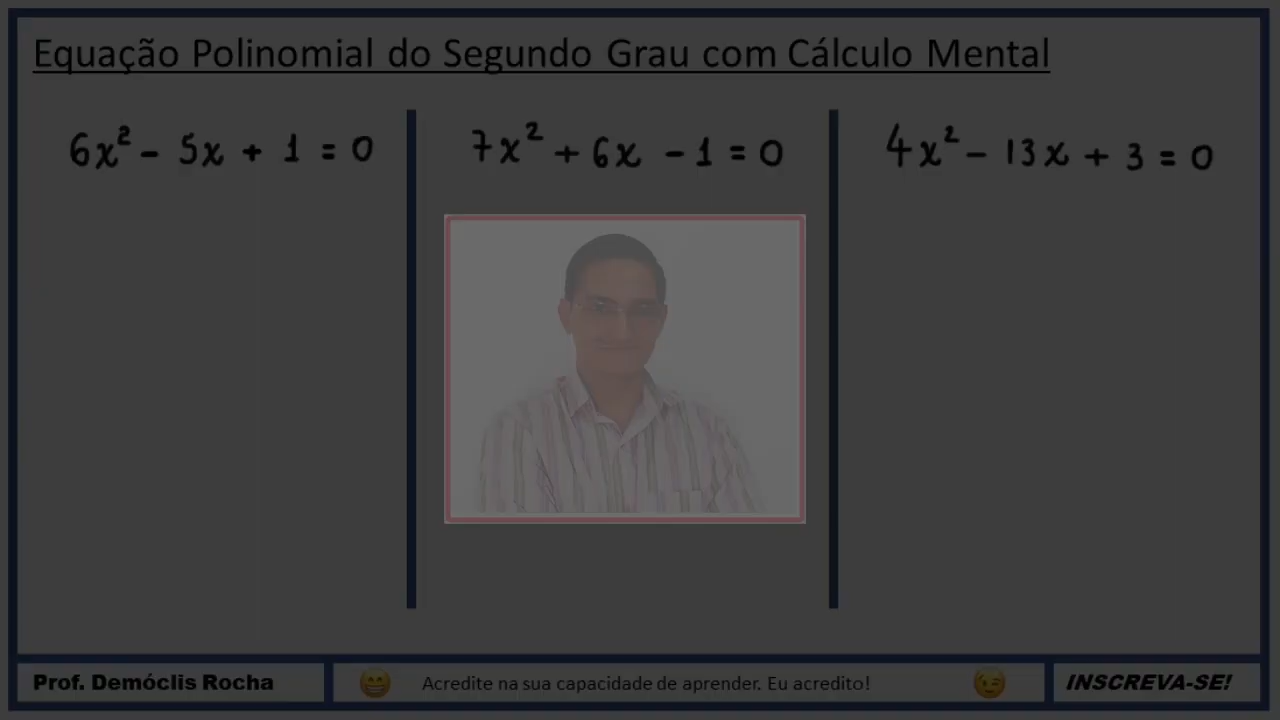 Equação Polinomial do Segundo Grau com Cálculo Mental
6x² - 5x + 1 = 0
7x² + 6x - 1 = 0
4x² - 13x + 3 = 0
Prof. Demóclis Rocha
Acredite na sua capacidade de aprender. Eu acredito!
INSCREVA-SE!